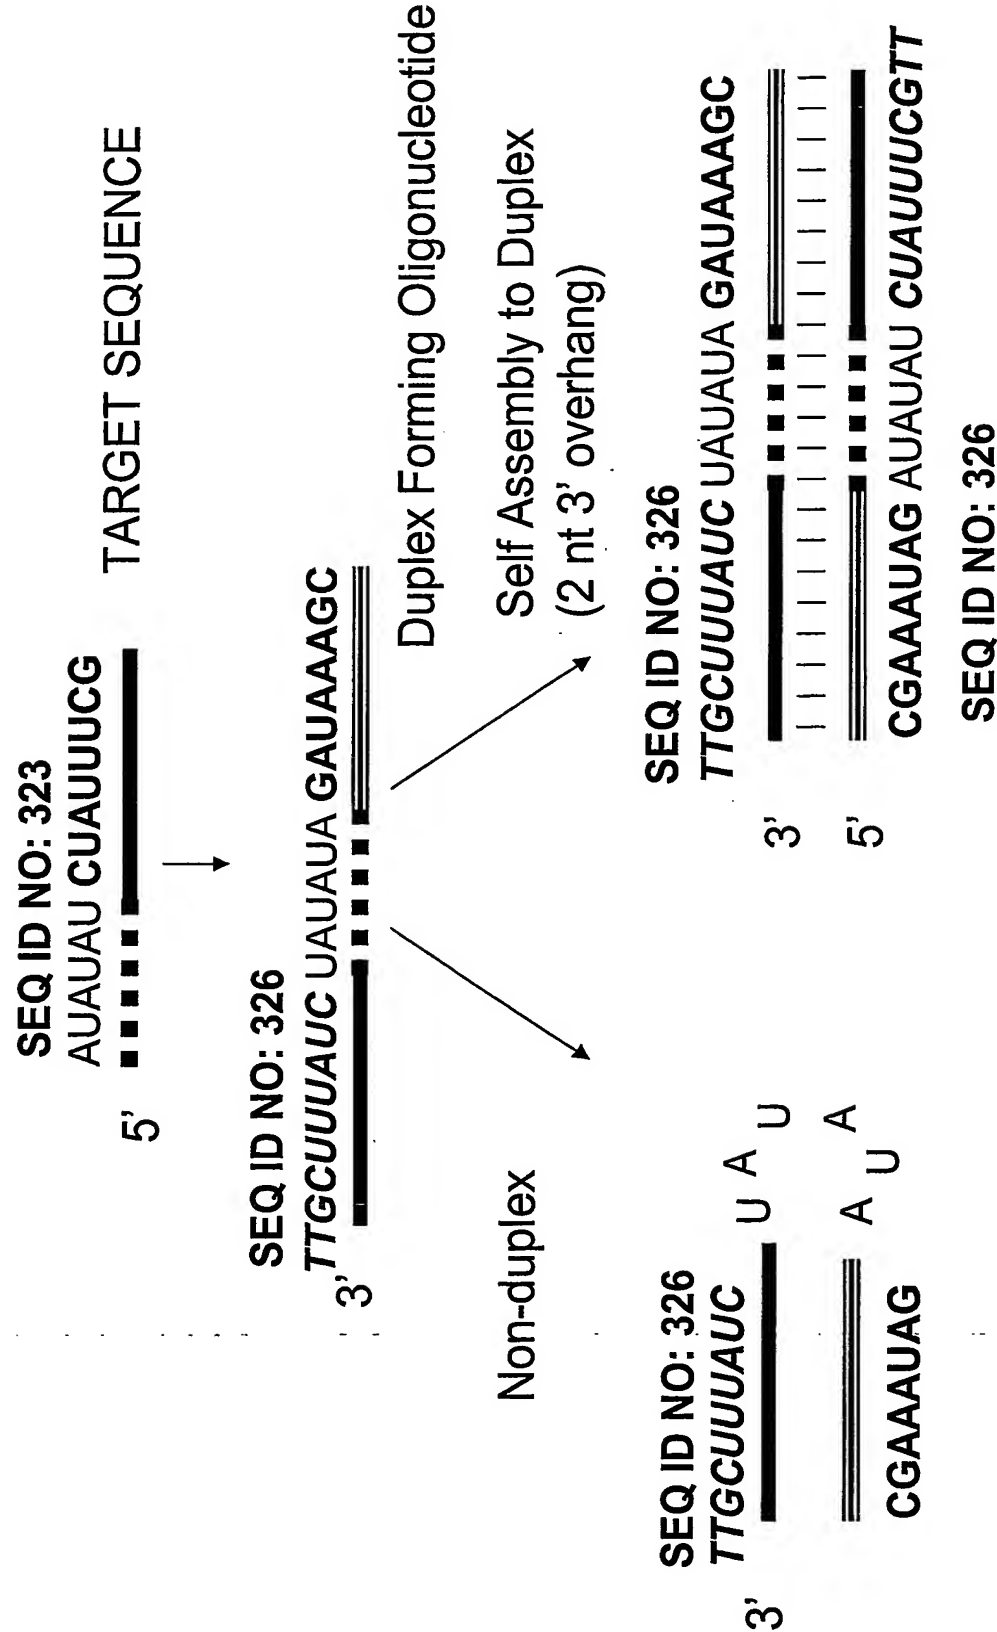 SEQ ID NO: 323
AUAUAU CUAUUUCG
5'
TARGET SEQUENCE
SEQ ID NO: 326
TTGCUUUAUC UAUAUA GAUAAAGC
3'
Duplex Forming Oligonucleotide
Non-duplex
Self Assembly to Duplex
(2 nt 3' overhang)
SEQ ID NO: 326
TTGCUUUAUC
3'
U A U
A U A
CGAAAUAG
SEQ ID NO: 326
TTGCUUUAUC UAUAUA GAUAAAGC
3'
5'
CGAAAUAG AUAUAU CUAUUUCGTT
SEQ ID NO: 326